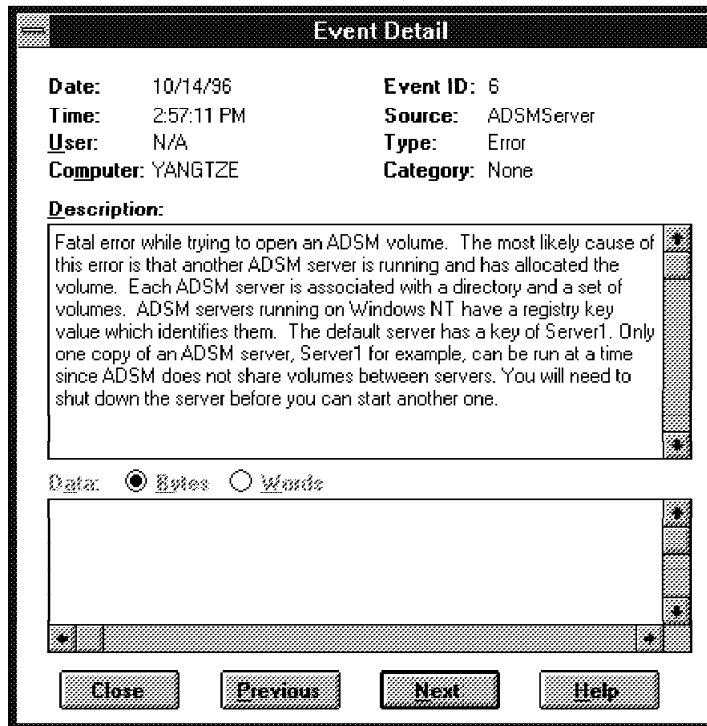 Event Detail
Date: 10/14/96 Event ID: 6
Time: 2:57:11 PM Source: ADSMServer
User: N/A Type: Error
Computer: YANGTZE Category: None
Description:
Fatal error while trying to open an ADSM volume. The most likely cause of
this error is that another ADSM server is running and has allocated the
volume. Each ADSM server is associated with a directory and a set of
volumes. ADSM servers running on Windows NT have a registry key
value which identifies them. The default server has a key of Server1. Only
one copy of an ADSM server, Server1 for example, can be run at a time
since ADSM does not share volumes between servers. You will need to
shut down the server before you can start another one.
Data: Bytes Words
Close Previous Next Help